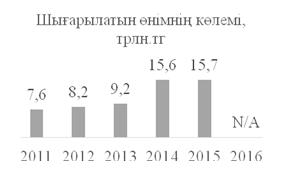 Шығарылатын өнімнің көлемі,
трлн.тг
7,6 8,2 9,2 15,6 15,7 N/A
2011 2012 2013 2014 2015 2016